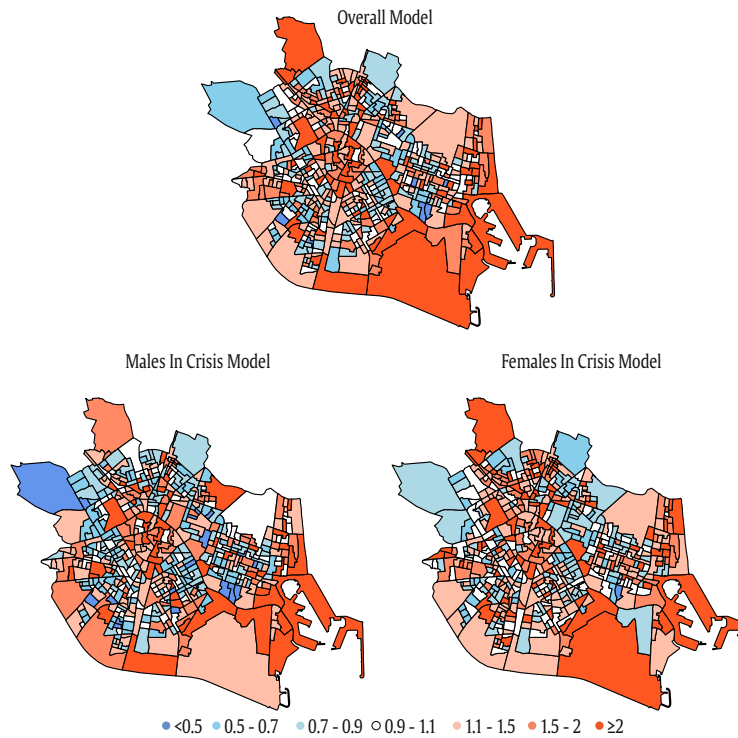 Overall Model
Males In Crisis Model
Females In Crisis Model
<0.5 0.5 - 0.7 0.7 - 0.9 0.9 - 1.1 1.1 - 1.5 1.5 - 2 ≥2